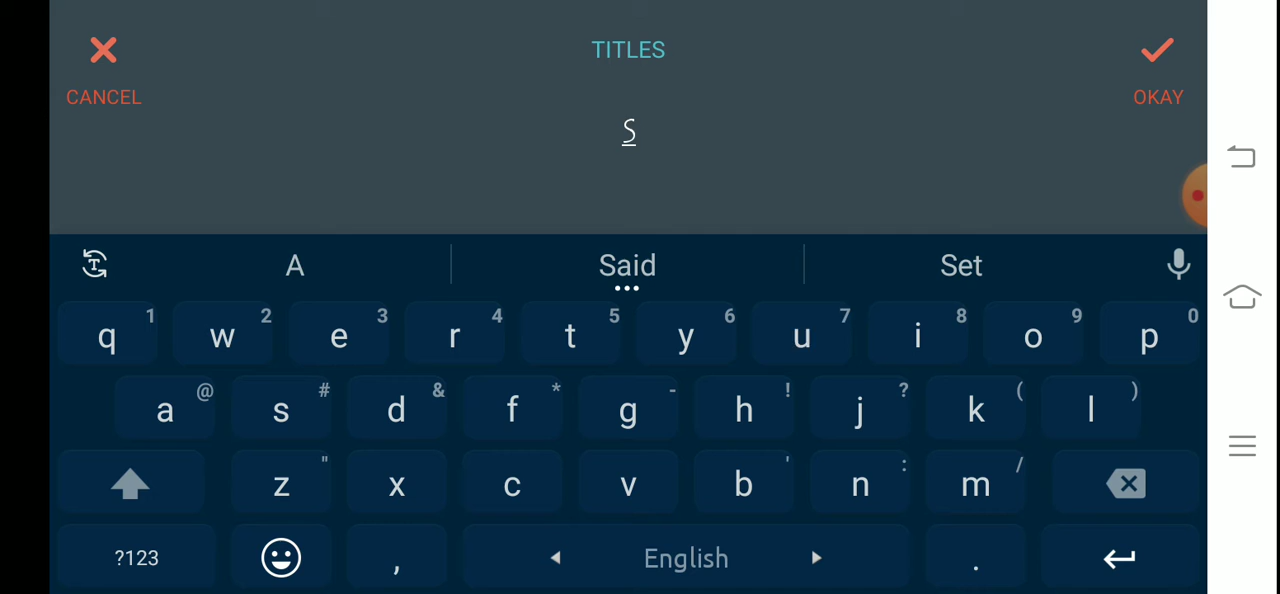 TITLES
CANCEL
OKAY
S
A Said Set
q 1 w 2 e 3 r 4 t 5 y 6 u 7 i 8 o 9 p 0
a @ s # d & f * g - h ! j ? k ( l )
z " x c v b ' n : m /
?123 , English .